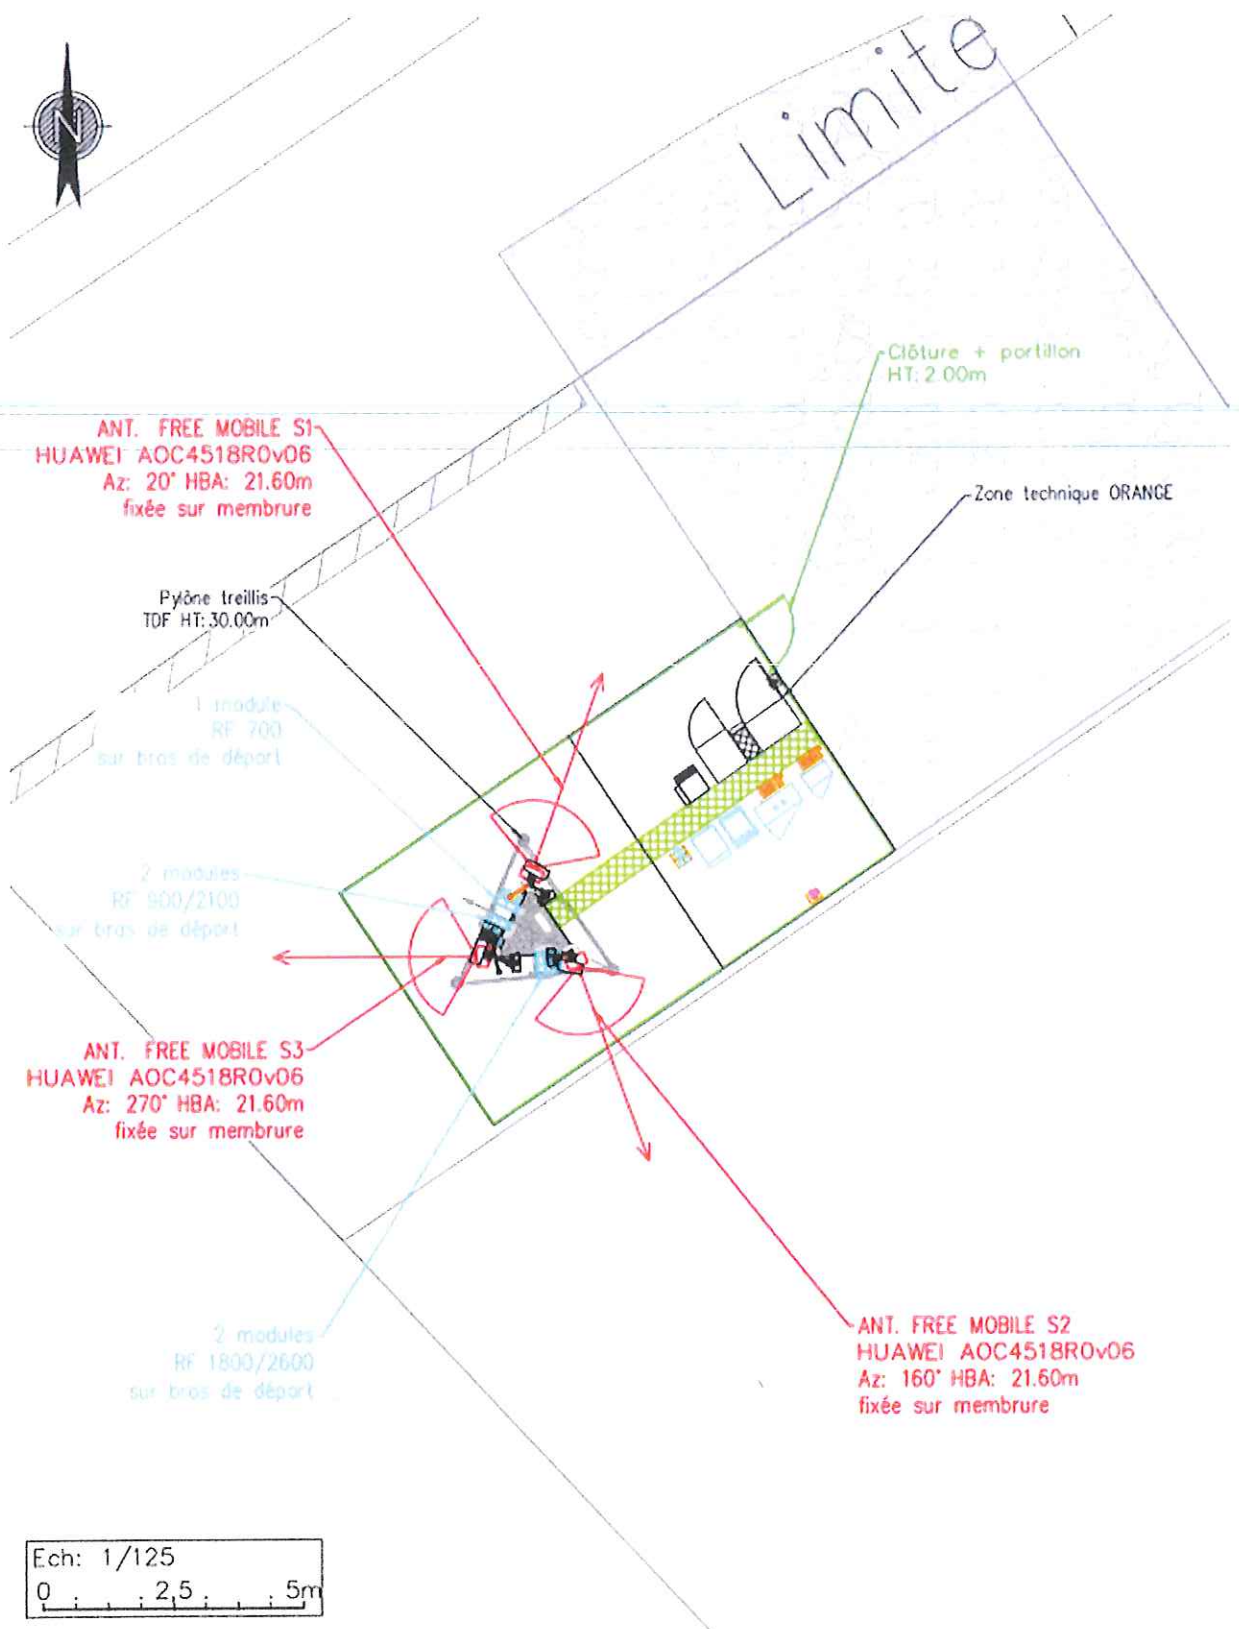 N
Limite
Clôture + portillon
HT: 2.00m
ANT. FREE MOBILE S1
HUAWEI AOC4518R0v06
Az: 20° HBA: 21.60m
fixée sur membrure
Zone technique ORANGE
Pylône treillis
TDF HT: 30.00m
1 module
RF 700
sur bras de déport
2 modules
RF 900/2100
sur bras de déport
ANT. FREE MOBILE S3
HUAWEI AOC4518R0v06
Az: 270° HBA: 21.60m
fixée sur membrure
2 modules
RF 1800/2600
sur bras de déport
ANT. FREE MOBILE S2
HUAWEI AOC4518R0v06
Az: 160° HBA: 21.60m
fixée sur membrure
Ech: 1/125
0 2,5 5m